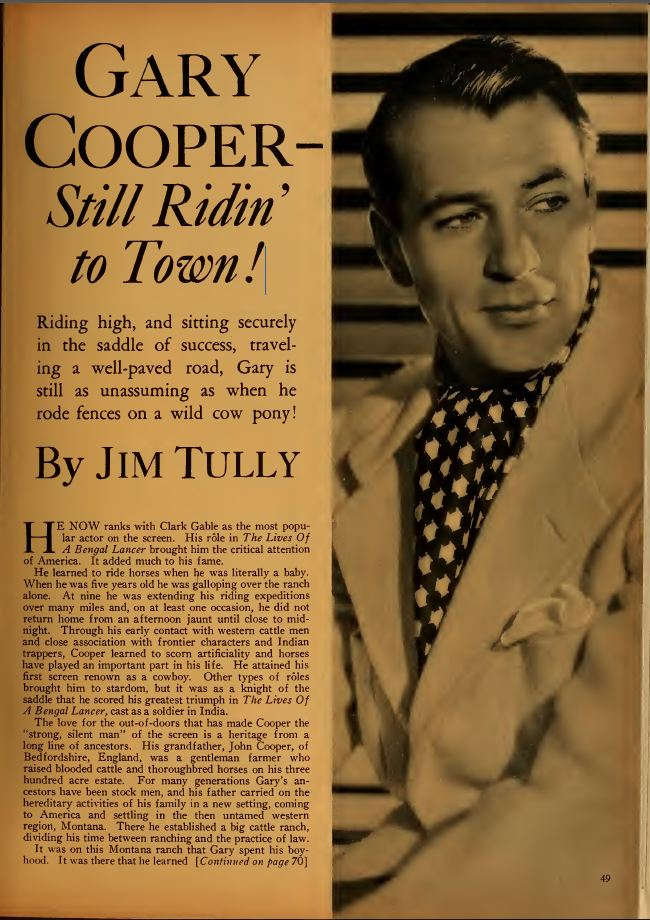 GARY
COOPER–
Still Ridin'
to Town!
Riding high, and sitting securely
in the saddle of success, travel-
ing a well-paved road, Gary is
still as unassuming as when he
rode fences on a wild cow pony!
By JIM TULLY
HE NOW ranks with Clark Gable as the most popu-
lar actor on the screen. His rôle in The Lives Of
A Bengal Lancer brought him the critical attention
of America. It added much to his fame.
He learned to ride horses when he was literally a baby.
When he was five years old he was galloping over the ranch
alone. At nine he was extending his riding expeditions
over many miles and, on at least one occasion, he did not
return home from an afternoon jaunt until close to mid-
night. Through his early contact with western cattle men
and close association with frontier characters and Indian
trappers, Cooper learned to scorn artificiality and horses
have played an important part in his life. He attained his
first screen renown as a cowboy. Other types of rôles
brought him to stardom, but it was as a knight of the
saddle that he scored his greatest triumph in The Lives Of
A Bengal Lancer, cast as a soldier in India.
The love for the out-of-doors that has made Cooper the
"strong, silent man" of the screen is a heritage from a
long line of ancestors. His grandfather, John Cooper, of
Bedfordshire, England, was a gentleman farmer who
raised blooded cattle and thoroughbred horses on his three
hundred acre estate. For many generations Gary's an-
cestors have been stock men, and his father carried on the
hereditary activities of his family in a new setting, coming
to America and settling in the then untamed western
region, Montana. There he established a big cattle ranch,
dividing his time between ranching and the practice of law.
It was on this Montana ranch that Gary spent his boy-
hood. It was there that he learned [Continued on page 70]
49